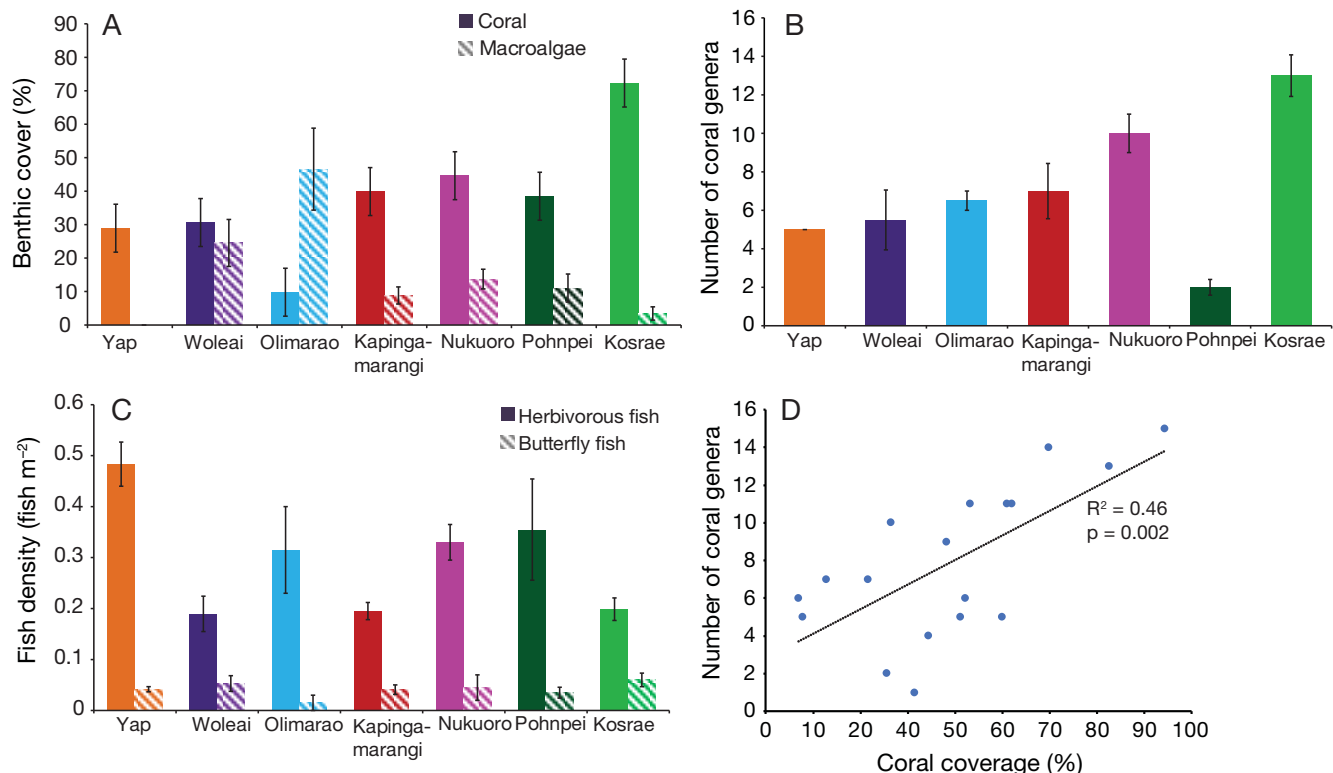 A
Benthic cover (%)
90
80
70
60
50
40
30
20
10
0
Coral
Macroalgae
Yap
Woleai
Olimarao
Kapinga-
marangi
Nukuoro
Pohnpei
Kosrae
B
Number of coral genera
16
14
12
10
8
6
4
2
0
Yap
Woleai
Olimarao
Kapinga-
marangi
Nukuoro
Pohnpei
Kosrae
C
Fish density (fish m⁻²)
0.6
0.5
0.4
0.3
0.2
0.1
0
Herbivorous fish
Butterfly fish
Yap
Woleai
Olimarao
Kapinga-
marangi
Nukuoro
Pohnpei
Kosrae
D
Number of coral genera
16
14
12
10
8
6
4
2
0
R² = 0.46
p = 0.002
0 10 20 30 40 50 60 70 80 90 100
Coral coverage (%)